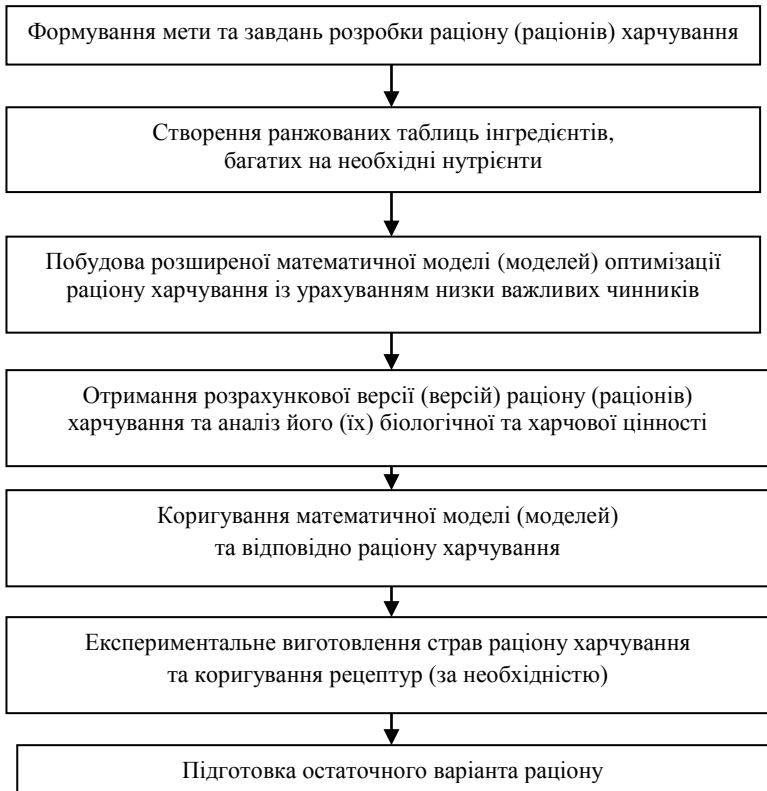 Формування мети та завдань розробки раціону (раціонів) харчування
Створення ранжованих таблиць інгредієнтів,
багатих на необхідні нутрієнти
Побудова розширеної математичної моделі (моделей) оптимізації
раціону харчування із урахуванням низки важливих чинників
Отримання розрахункової версії (версій) раціону (раціонів)
харчування та аналіз його (їх) біологічної та харчової цінності
Коригування математичної моделі (моделей)
та відповідно раціону харчування
Експериментальне виготовлення страв раціону харчування
та коригування рецептур (за необхідністю)
Підготовка остаточного варіанта раціону